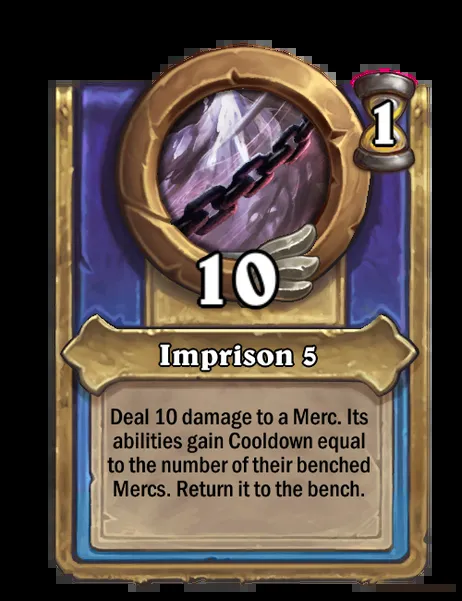 1
10
Imprison 5
Deal 10 damage to a Merc. Its
abilities gain Cooldown equal
to the number of their benched
Mercs. Return it to the bench.